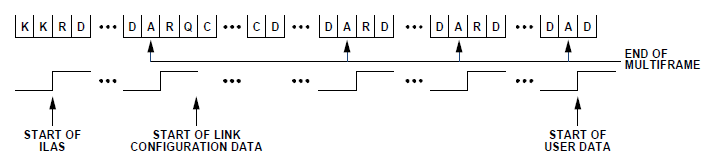 K K R D ••• D A R Q C ••• C D ••• D A R D ••• D A R D ••• D A D
END OF
MULTIFRAME
••• ••• ••• ••• •••
START OF
ILAS
START OF LINK
CONFIGURATION DATA
START OF
USER DATA